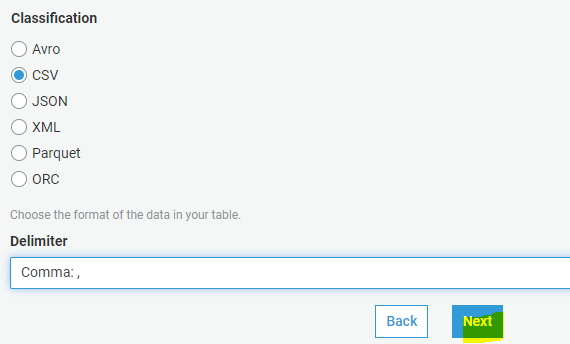 Classification
Avro
CSV
JSON
XML
Parquet
ORC
Choose the format of the data in your table.
Delimiter
Comma: ,
Back Next